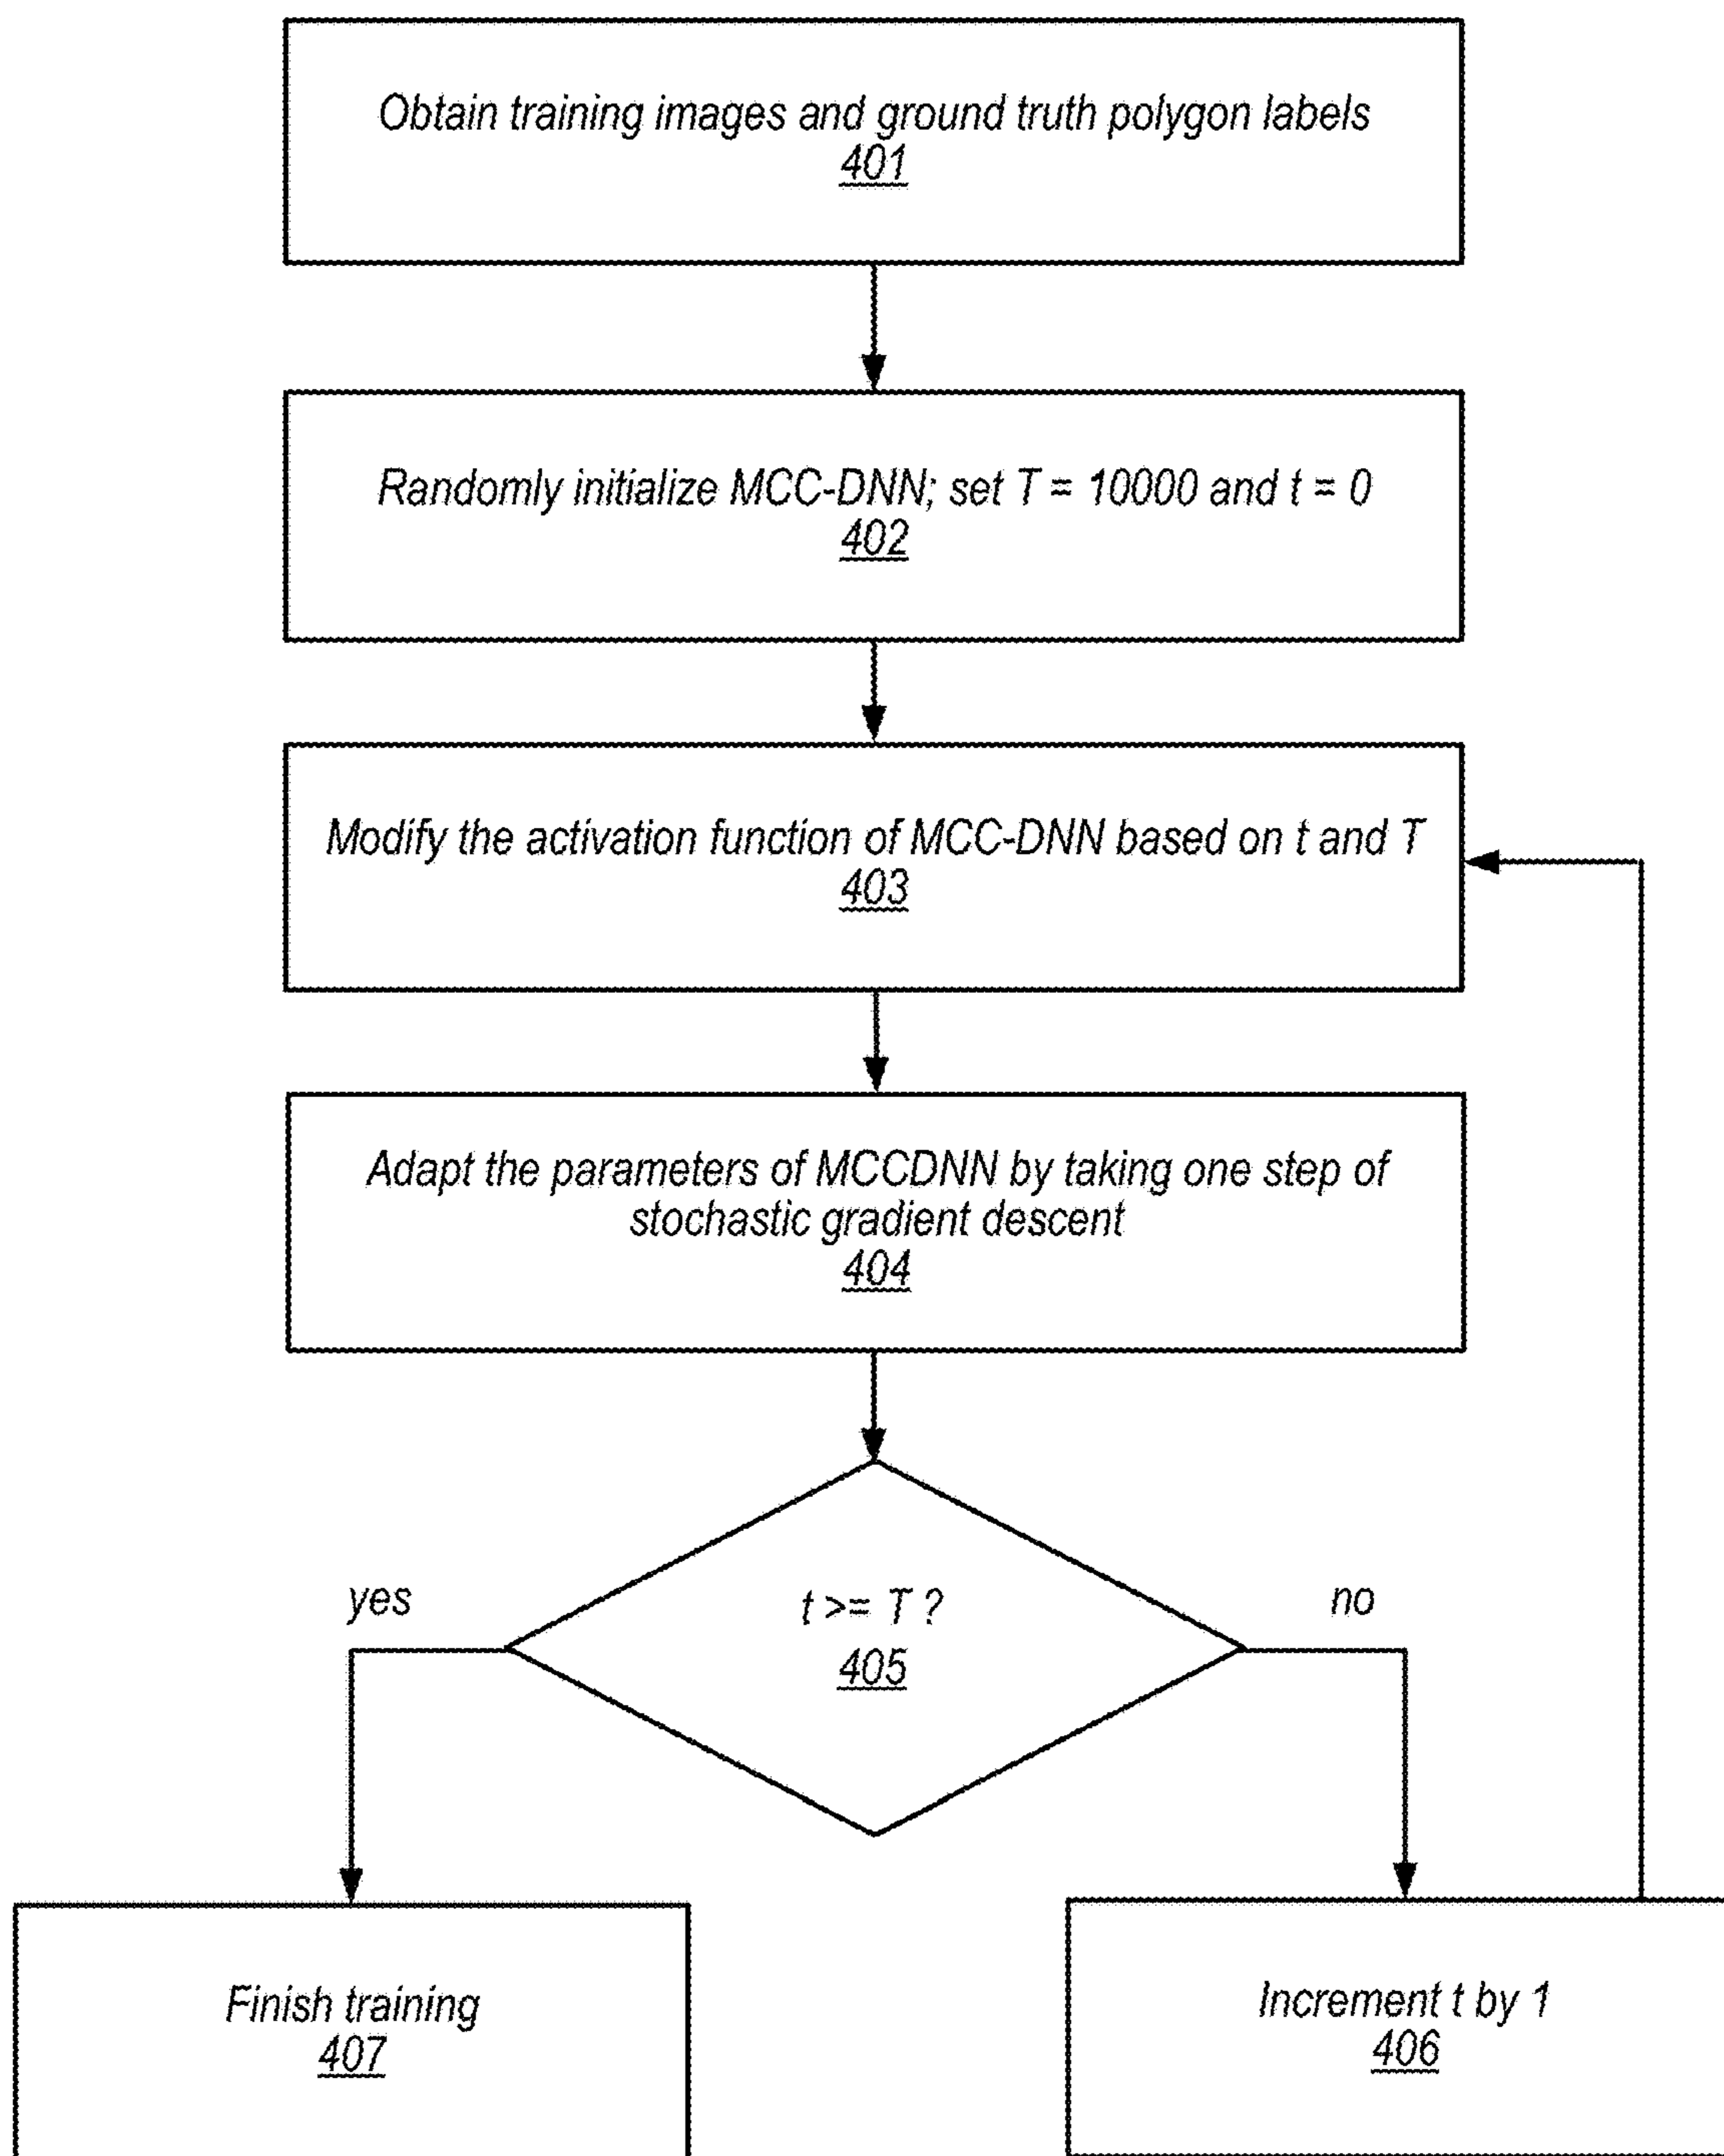 Obtain training images and ground truth polygon labels
401
Randomly initialize MCC-DNN; set T = 10000 and t = 0
402
Modify the activation function of MCC-DNN based on t and T
403
Adapt the parameters of MCCDNN by taking one step of
stochastic gradient descent
404
yes
t >= T ?
no
405
Finish training
407
Increment t by 1
406